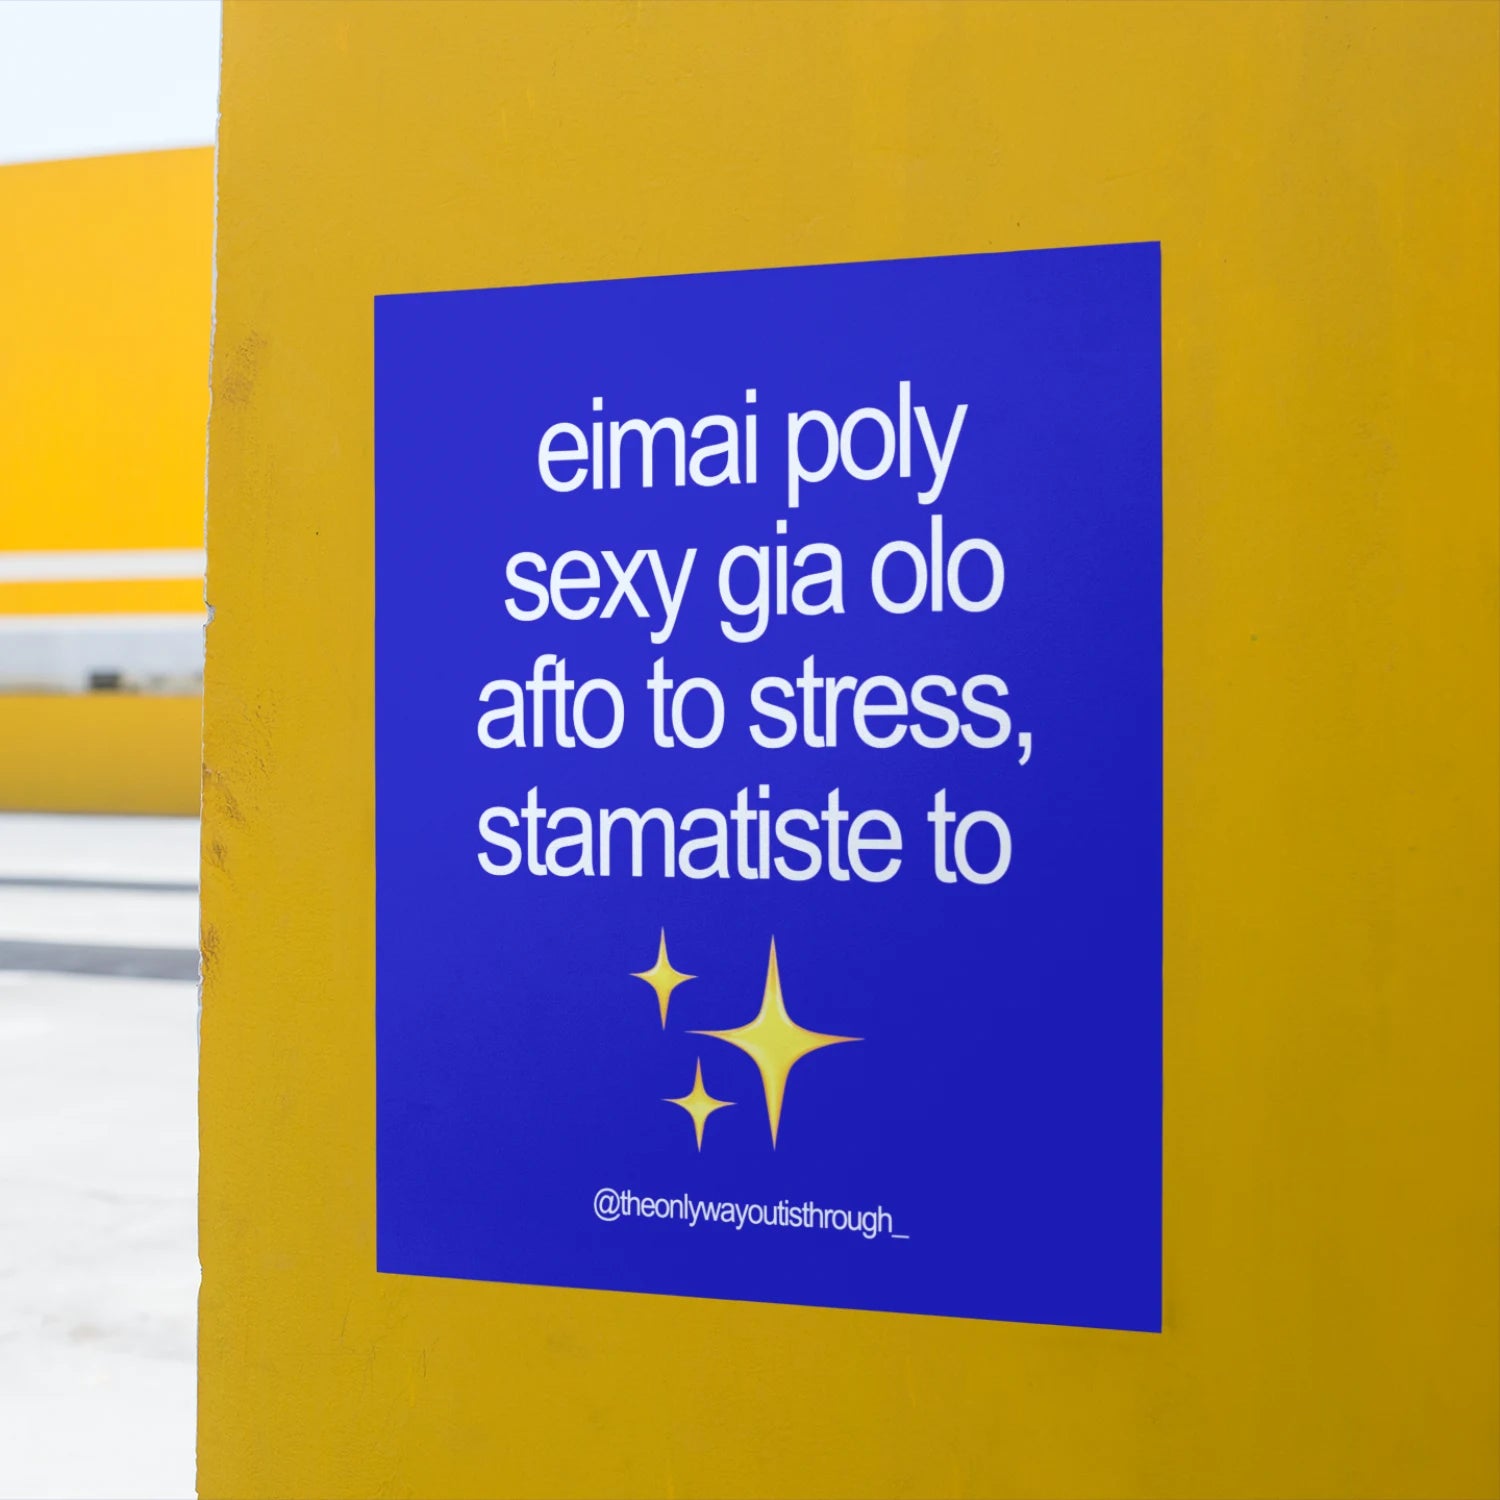 eimai poly
sexy gia olo
afto to stress,
stamatiste to
@theonlywayoutisthrough_